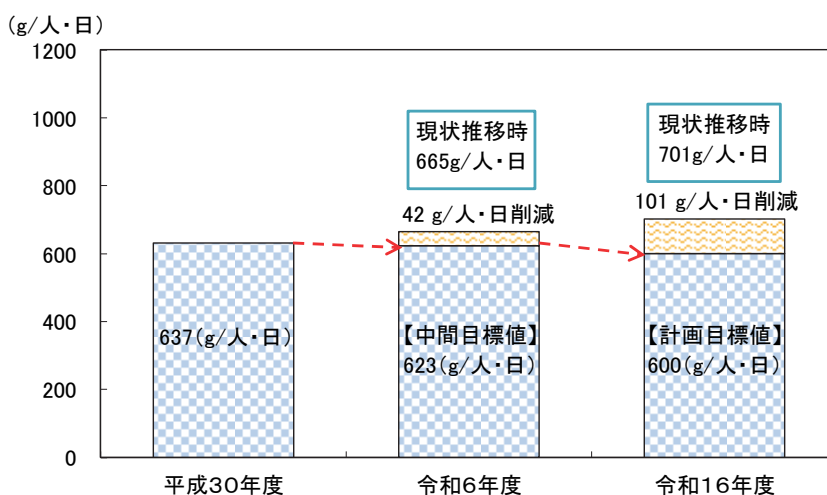 (g/人・日)
1200
1000
800
600
400
200
0
現状推移時
665g/人・日
現状推移時
701g/人・日
42 g/人・日削減
101 g/人・日削減
637(g/人・日)
【中間目標値】
623(g/人・日)
【計画目標値】
600(g/人・日)
平成30年度
令和6年度
令和16年度